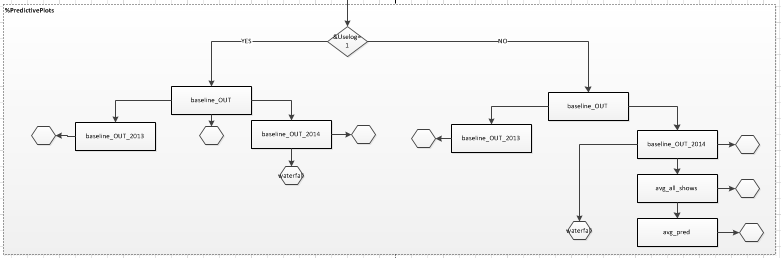 %PredictivePlots
&Uselog=
1
YES
NO
baseline_OUT
baseline_OUT_2013
baseline_OUT_2014
waterfall
baseline_OUT
baseline_OUT_2013
baseline_OUT_2014
avg_all_shows
waterfall
avg_pred